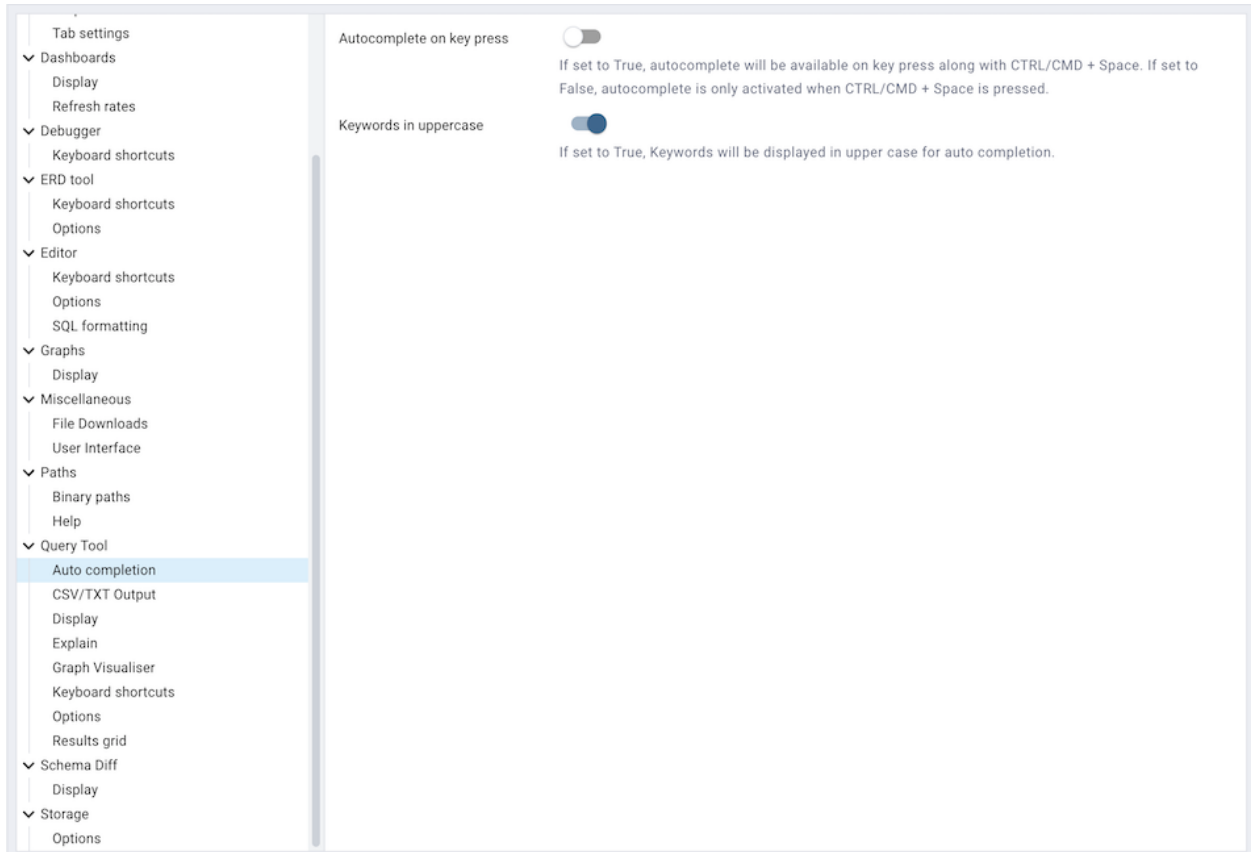 Tab settings
Dashboards
Display
Refresh rates
Debugger
Keyboard shortcuts
ERD tool
Keyboard shortcuts
Options
Editor
Keyboard shortcuts
Options
SQL formatting
Graphs
Display
Miscellaneous
File Downloads
User Interface
Paths
Binary paths
Help
Query Tool
Auto completion
CSV/TXT Output
Display
Explain
Graph Visualiser
Keyboard shortcuts
Options
Results grid
Schema Diff
Display
Storage
Options
Autocomplete on key press
If set to True, autocomplete will be available on key press along with CTRL/CMD + Space. If set to
False, autocomplete is only activated when CTRL/CMD + Space is pressed.
Keywords in uppercase
If set to True, Keywords will be displayed in upper case for auto completion.